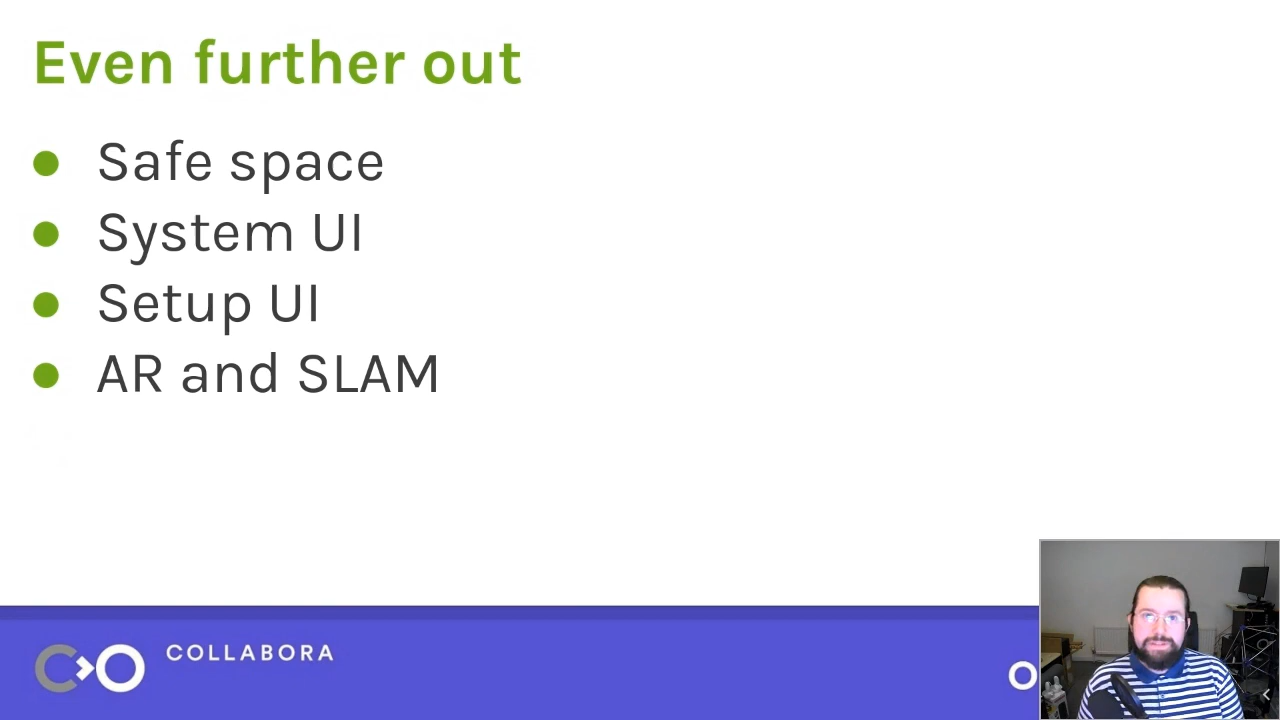 Even further out
Safe space
System UI
Setup UI
AR and SLAM
COLLABORA